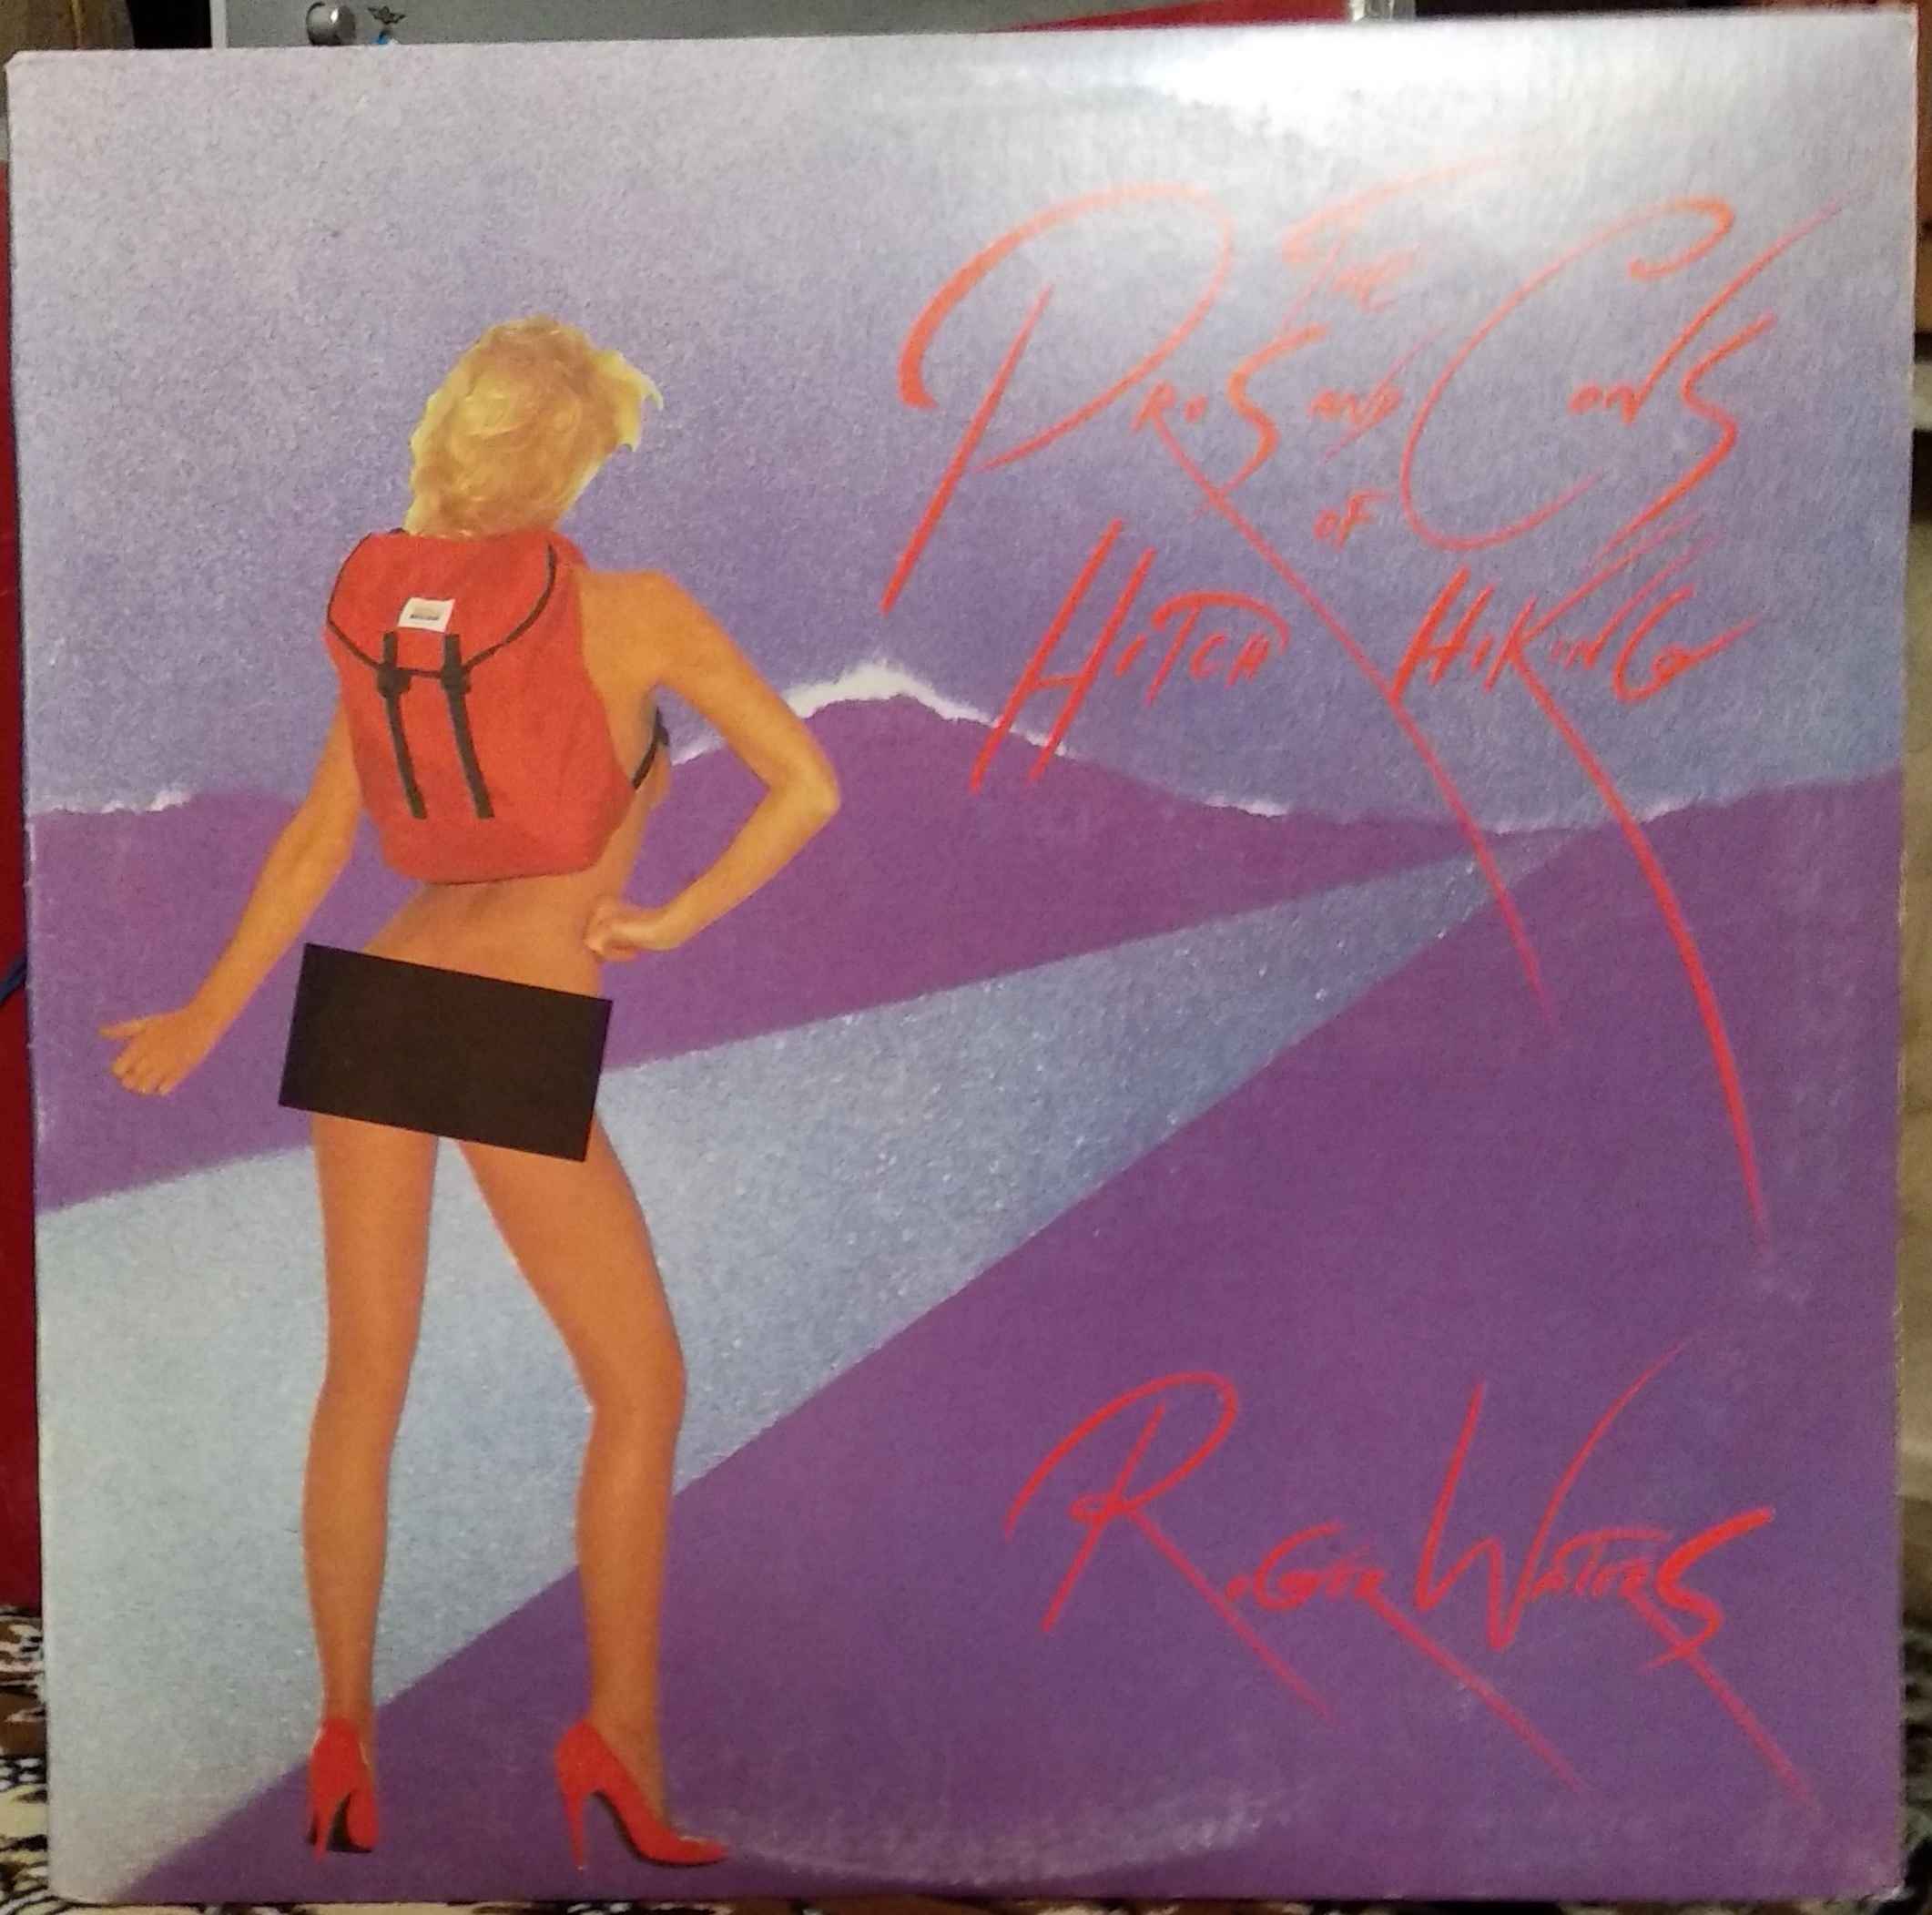 The
Pros and Cons
of
Hitch Hiking
Roger Waters